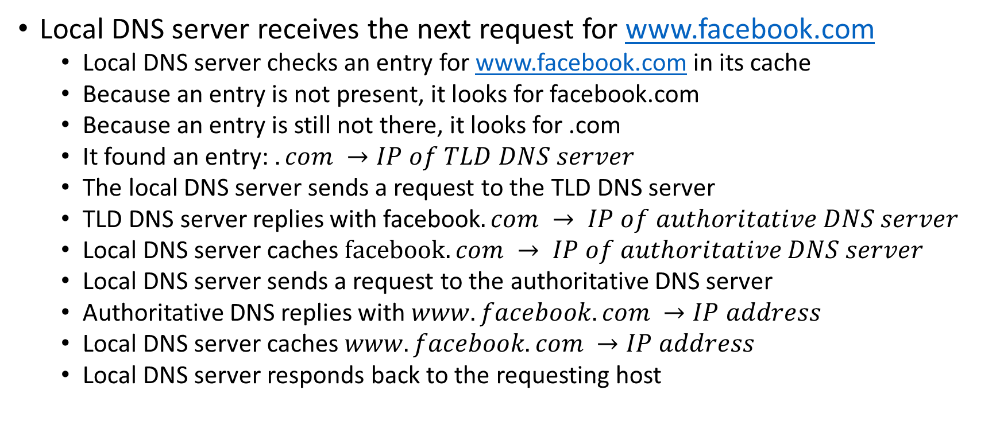 • Local DNS server receives the next request for www.facebook.com
• Local DNS server checks an entry for www.facebook.com in its cache
• Because an entry is not present, it looks for facebook.com
• Because an entry is still not there, it looks for .com
• It found an entry: .com → IP of TLD DNS server
• The local DNS server sends a request to the TLD DNS server
• TLD DNS server replies with facebook.com → IP of authoritative DNS server
• Local DNS server caches facebook.com → IP of authoritative DNS server
• Local DNS server sends a request to the authoritative DNS server
• Authoritative DNS replies with www.facebook.com → IP address
• Local DNS server caches www.facebook.com → IP address
• Local DNS server responds back to the requesting host